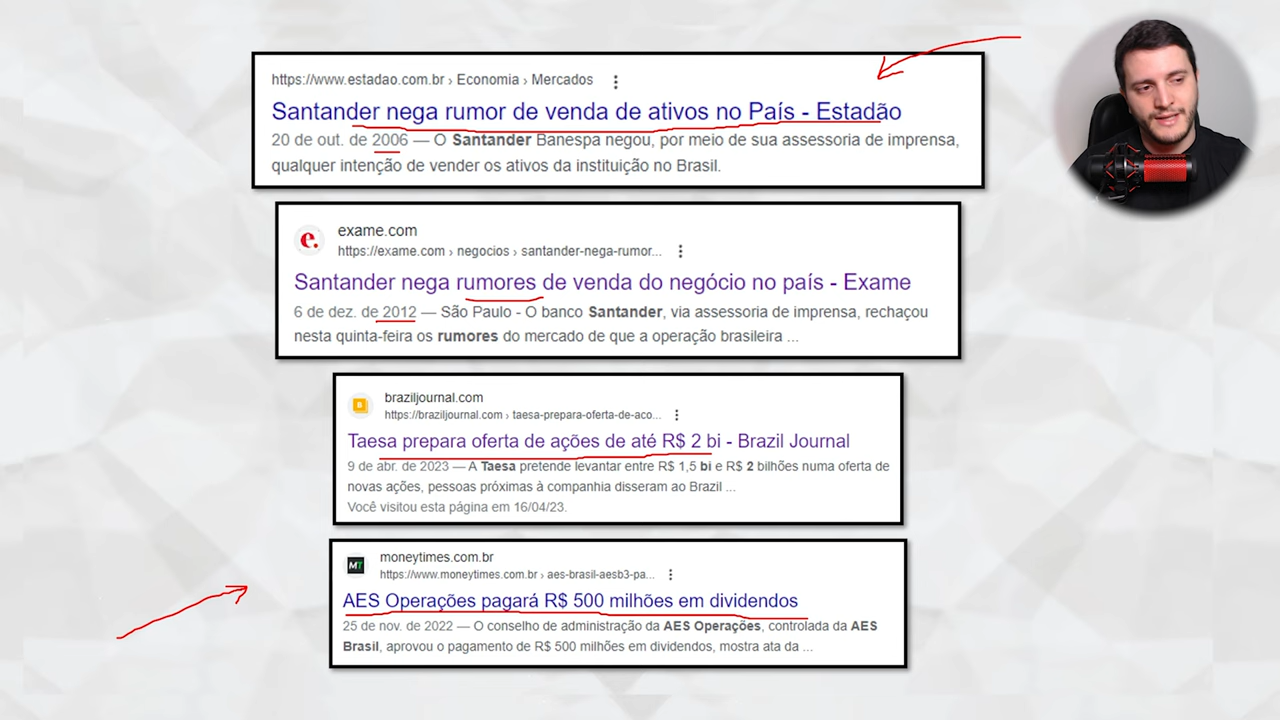 https://www.estadao.com.br › Economia › Mercados
Santander nega rumor de venda de ativos no País - Estadão
20 de out. de 2006 — O Santander Banespa negou, por meio de sua assessoria de imprensa,
qualquer intenção de vender os ativos da instituição no Brasil.
e.
exame.com
https://exame.com › negocios › santander-nega-rumor...
Santander nega rumores de venda do negócio no país - Exame
6 de dez. de 2012 — São Paulo - O banco Santander, via assessoria de imprensa, rechaçou
nesta quinta-feira os rumores do mercado de que a operação brasileira ...
B
braziljournal.com
https://braziljournal.com › taesa-prepara-oferta-de-aco...
Taesa prepara oferta de ações de até R$ 2 bi - Brazil Journal
9 de abr. de 2023 — A Taesa pretende levantar entre R$ 1,5 bi e R$ 2 bilhões numa oferta de
novas ações, pessoas próximas à companhia disseram ao Brazil ...
Você visitou esta página em 16/04/23.
MT
moneytimes.com.br
https://www.moneytimes.com.br › aes-brasil-aesb3-pa...
AES Operações pagará R$ 500 milhões em dividendos
25 de nov. de 2022 — O conselho de administração da AES Operações, controlada da AES
Brasil, aprovou o pagamento de R$ 500 milhões em dividendos, mostra ata da ...